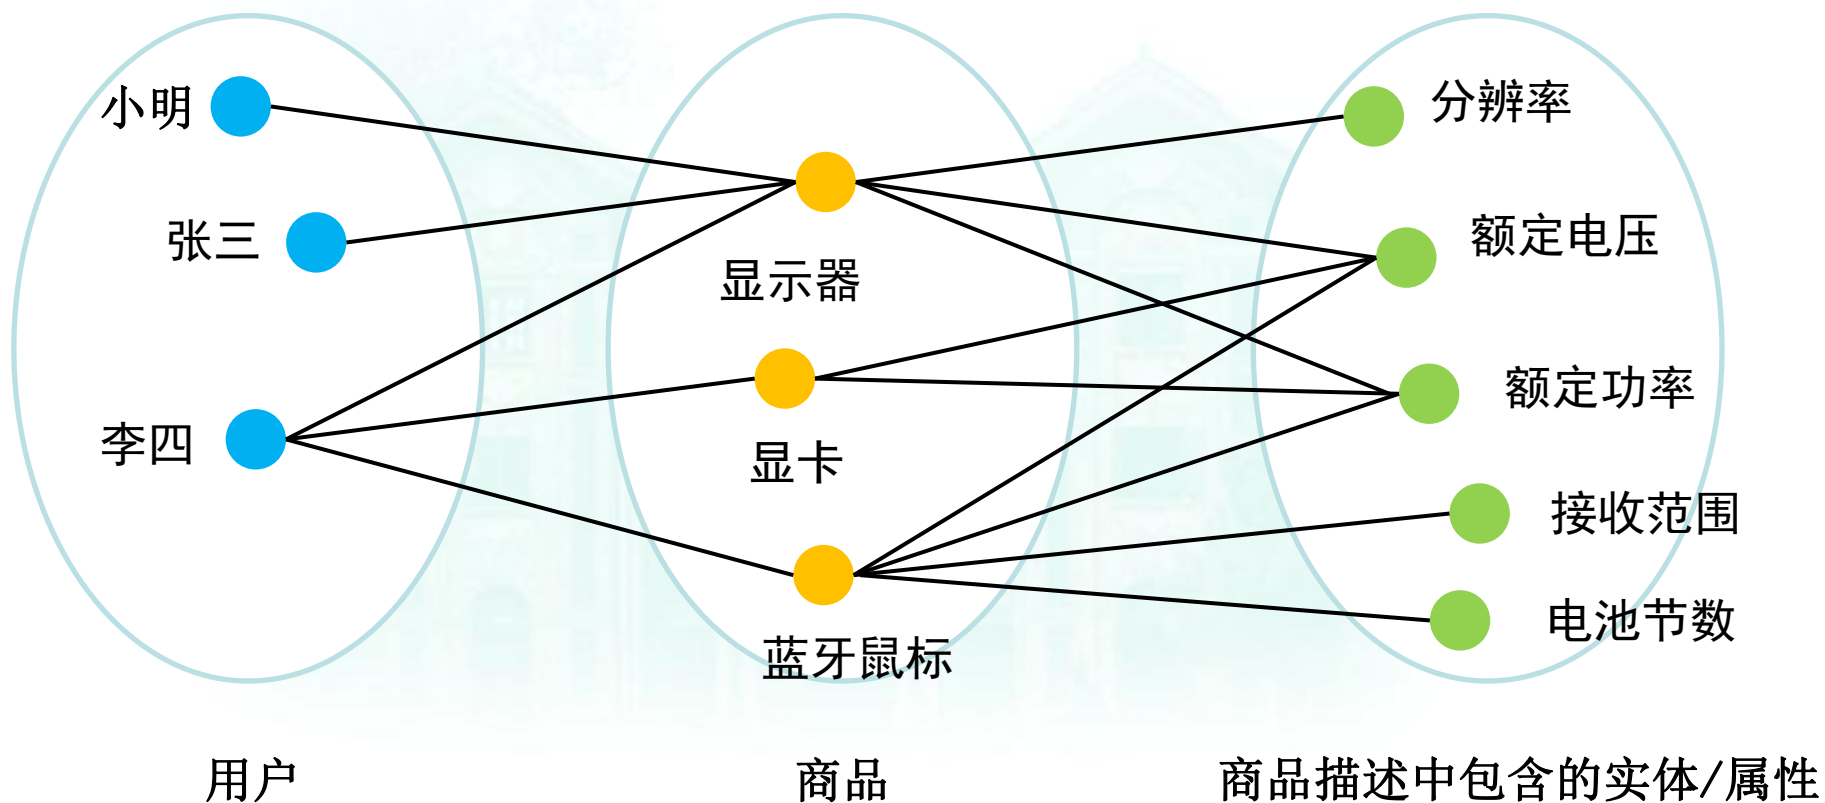 小明
张三
李四
显示器
显卡
蓝牙鼠标
分辨率
额定电压
额定功率
接收范围
电池节数
用户
商品
商品描述中包含的实体/属性